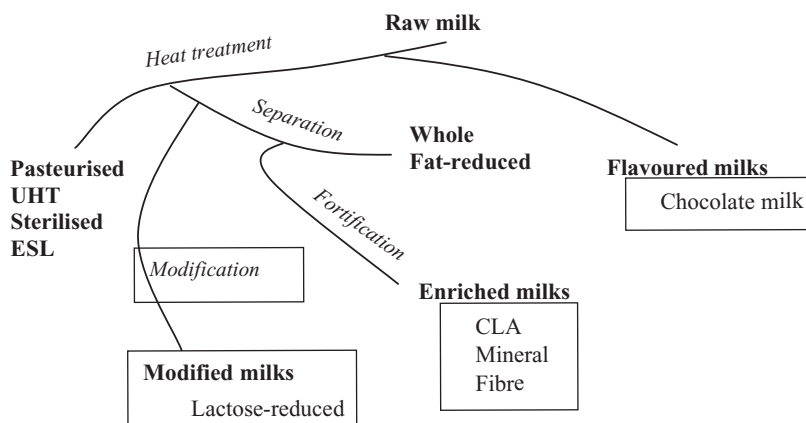 Raw milk
Heat treatment
Separation
Whole
Fat-reduced
Pasteurised
UHT
Sterilised
ESL
Flavoured milks
Chocolate milk
Fortification
Modification
Enriched milks
CLA
Mineral
Fibre
Modified milks
Lactose-reduced